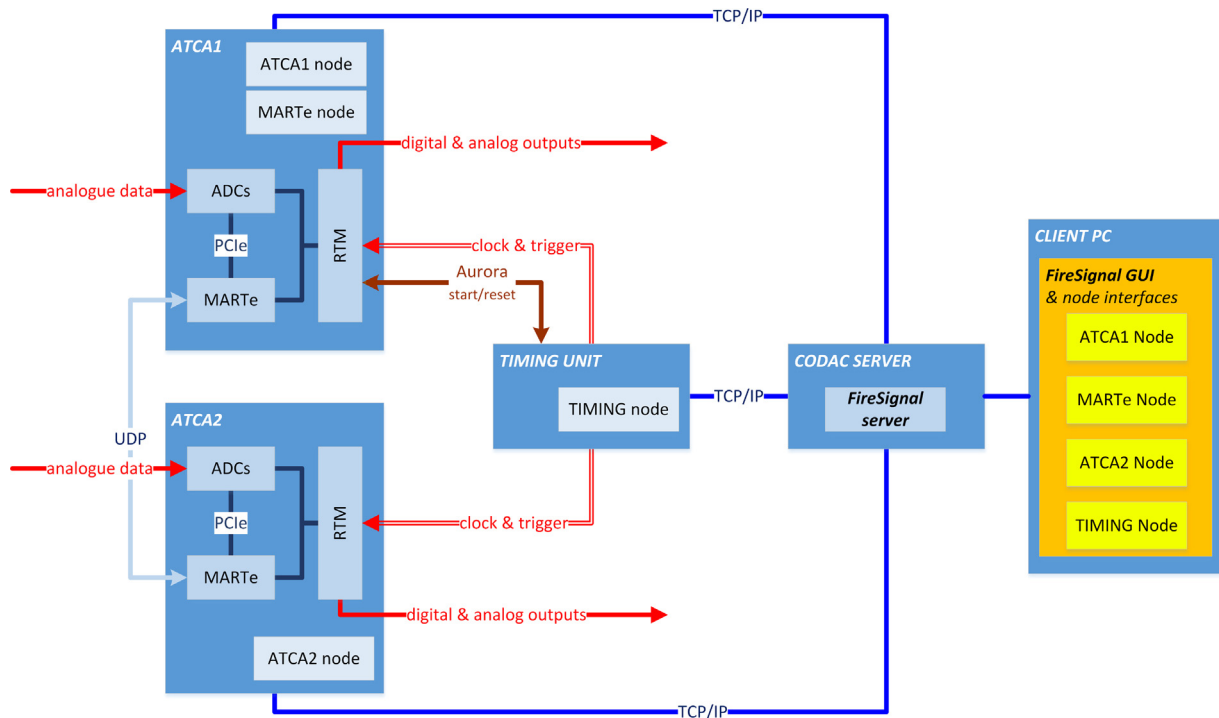 TCP/IP
ATCA1
ATCA1 node
MARTe node
digital & analog outputs
analogue data
ADCs
PCIe
RTM
MARTe
clock & trigger
Aurora
start/reset
CLIENT PC
FireSignal GUI
& node interfaces
ATCA1 Node
MARTe Node
ATCA2 Node
TIMING Node
TIMING UNIT
TIMING node
TCP/IP
CODAC SERVER
FireSignal
server
UDP
ATCA2
analogue data
ADCs
PCIe
RTM
MARTe
clock & trigger
digital & analog outputs
ATCA2 node
TCP/IP